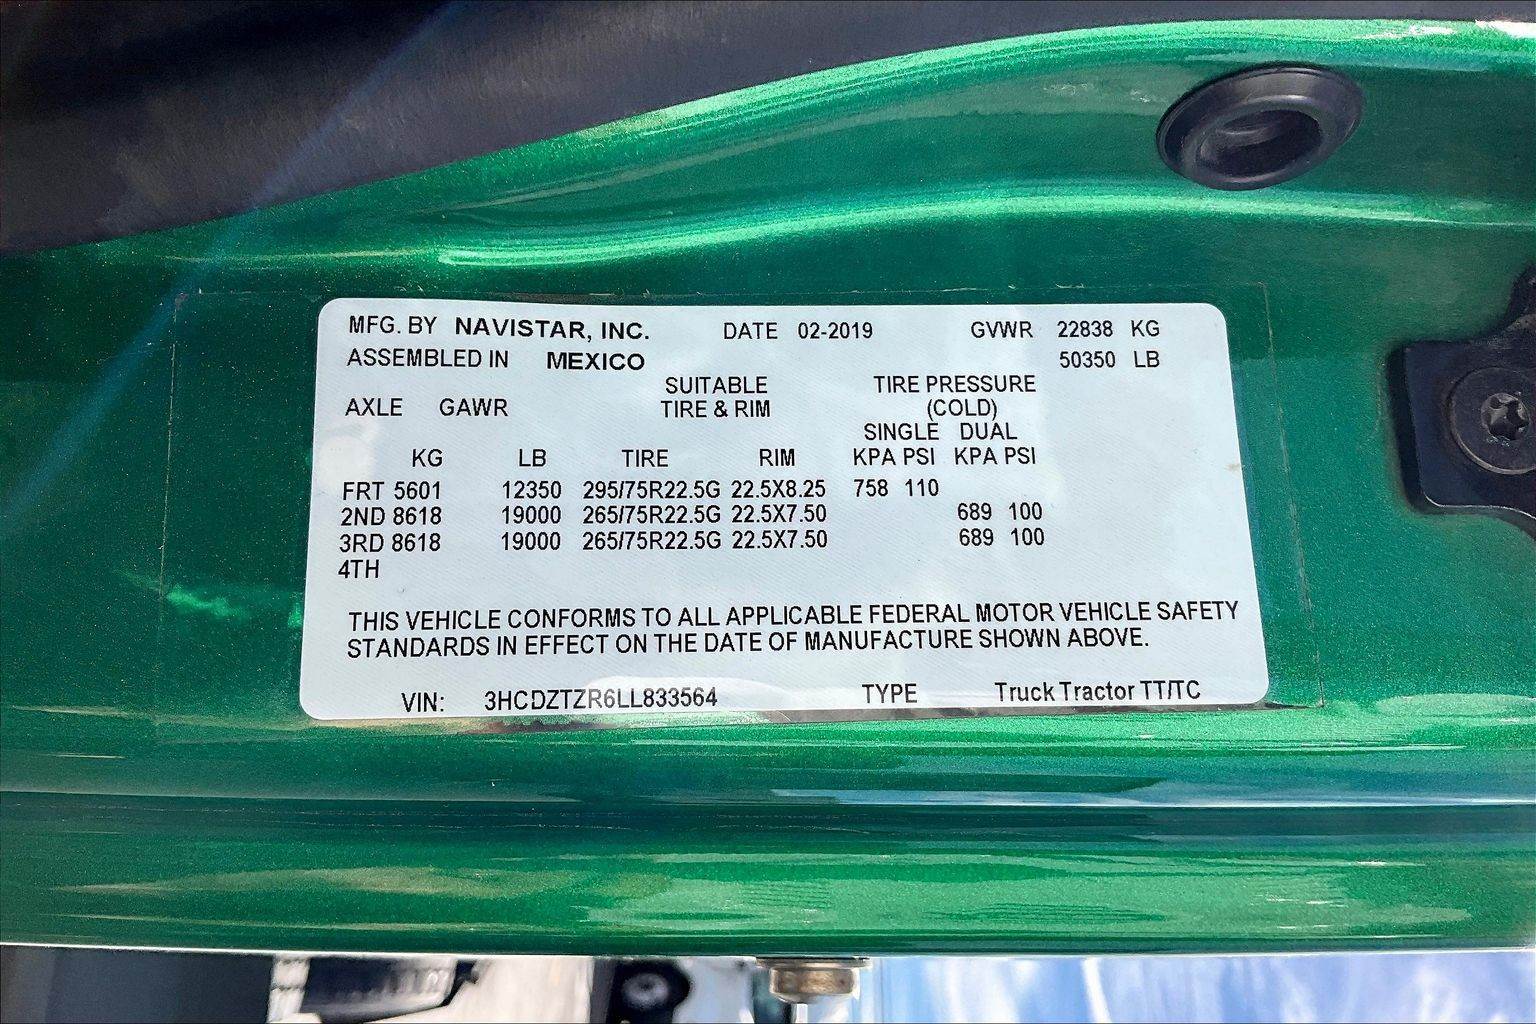 MFG. BY NAVISTAR, INC. DATE 02-2019 GVWR 22838 KG
ASSEMBLED IN MEXICO 50350 LB
SUITABLE TIRE PRESSURE
AXLE GAWR TIRE & RIM (COLD)
SINGLE DUAL
KG LB TIRE RIM KPA PSI KPA PSI
FRT 5601 12350 295/75R22.5G 22.5X8.25 758 110
2ND 8618 19000 265/75R22.5G 22.5X7.50 689 100
3RD 8618 19000 265/75R22.5G 22.5X7.50 689 100
4TH
THIS VEHICLE CONFORMS TO ALL APPLICABLE FEDERAL MOTOR VEHICLE SAFETY
STANDARDS IN EFFECT ON THE DATE OF MANUFACTURE SHOWN ABOVE.
VIN: 3HCDZTZR6LL833564 TYPE Truck Tractor TT/TC